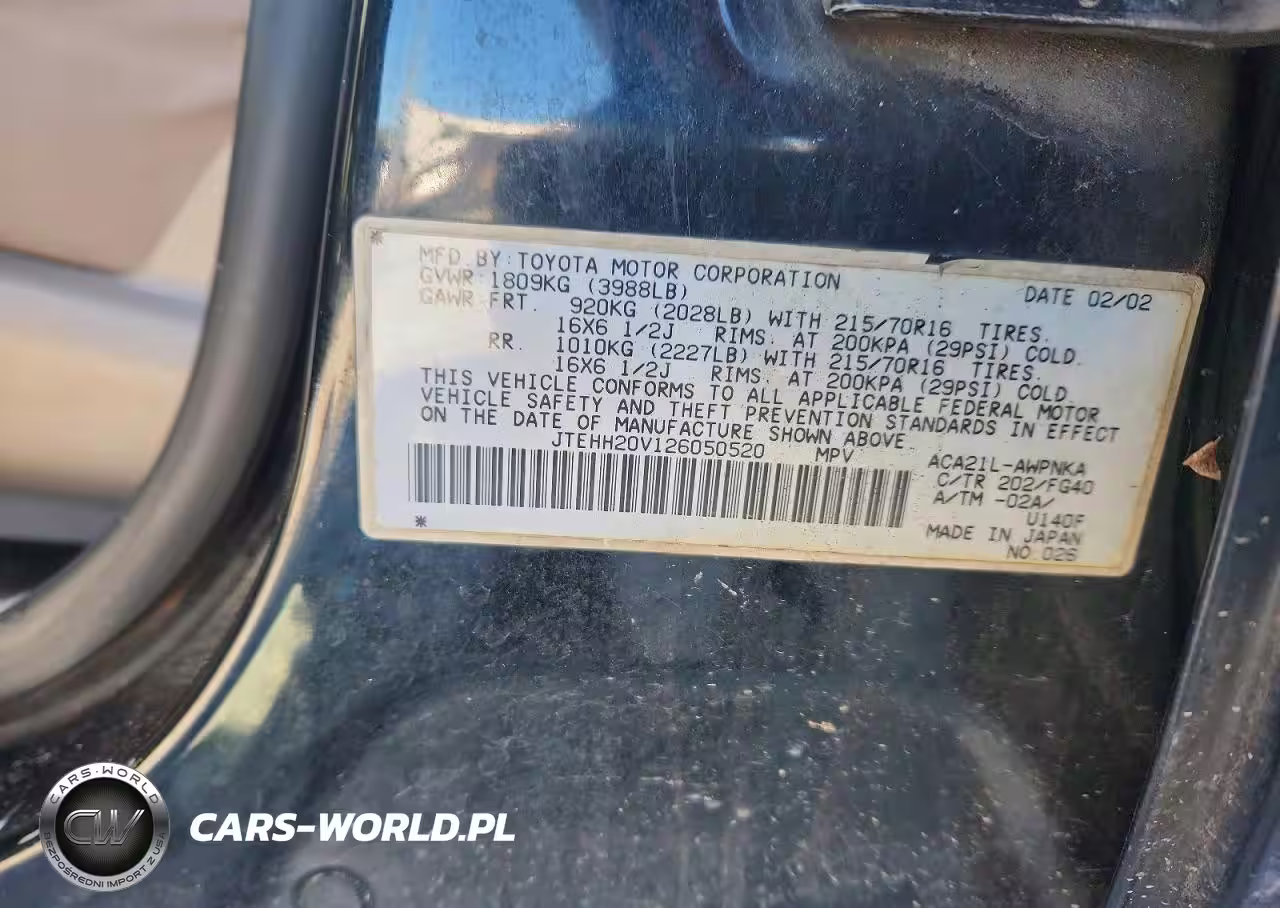 MFD. BY: TOYOTA MOTOR CORPORATION DATE 02/02
GVWR 1809KG (3988LB)
GAWR FRT. 920KG (2028LB) WITH 215/70R16 TIRES.
16X6 1/2J RIMS. AT 200KPA (29PSI) COLD.
RR. 1010KG (2227LB) WITH 215/70R16 TIRES.
16X6 1/2J RIMS. AT 200KPA (29PSI) COLD.
THIS VEHICLE CONFORMS TO ALL APPLICABLE FEDERAL MOTOR
VEHICLE SAFETY AND THEFT PREVENTION STANDARDS IN EFFECT
ON THE DATE OF MANUFACTURE SHOWN ABOVE.
JTEHH20V126050520 MPV
ACA21L-AWPNKA
C/TR 202/FG40
A/TM -02A/
U140F
MADE IN JAPAN
NO.026
CARS-WORLD
CW
BEZPOŚREDNI IMPORT Z USA
CARS-WORLD.PL